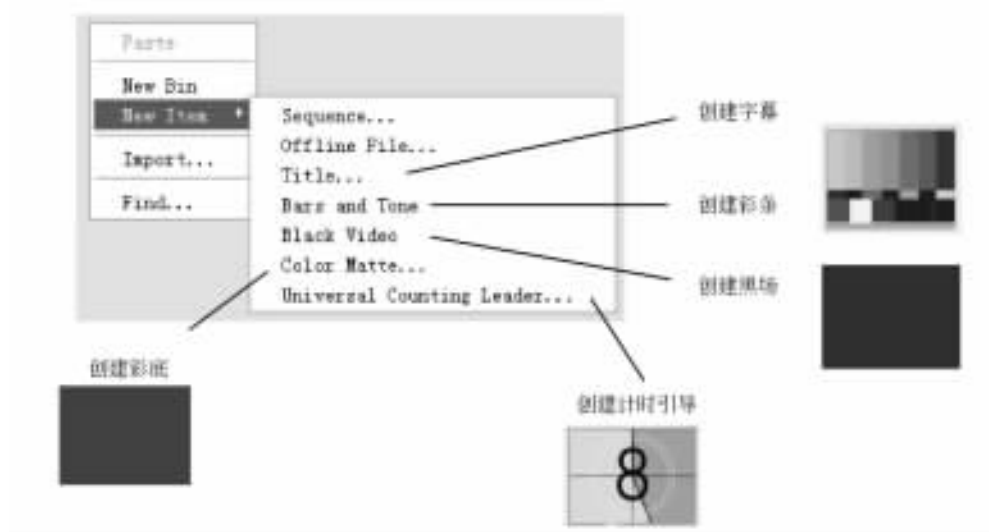 Paste
New Bin
New Item
Import...
Find...
Sequence...
Offline File...
Title...
Bars and Tone
Black Video
Color Matte...
Universal Counting Leader...
创建字幕
创建彩条
创建黑场
创建彩底
创建计时引导
8